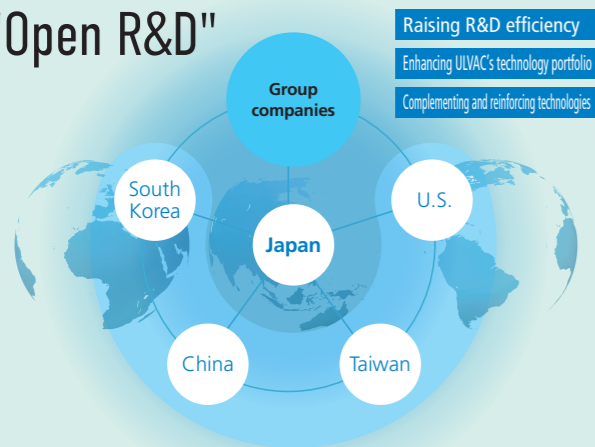 "Open R&D"
Raising R&D efficiency
Enhancing ULVAC's technology portfolio
Complementing and reinforcing technologies
Group
companies
South
Korea
U.S.
Japan
China
Taiwan